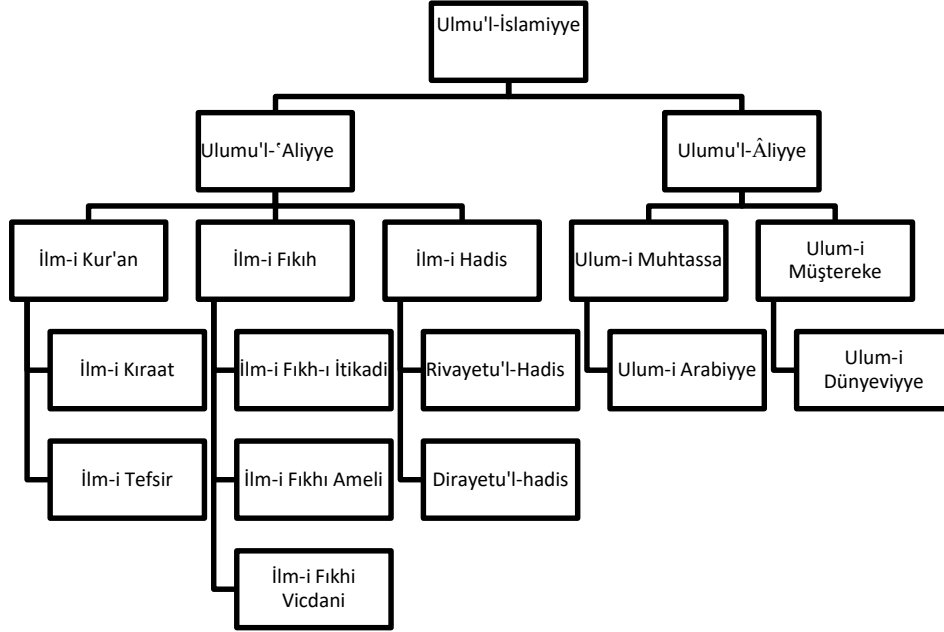 Ulmu'l-İslamiyye
Ulumu'l-ʿAliyye
Ulumu'l-Âliyye
İlm-i Kur'an
İlm-i Fıkıh
İlm-i Hadis
Ulum-i Muhtassa
Ulum-i
Müştereke
İlm-i Kıraat
İlm-i Fıkh-ı İtikadi
Rivayetu'l-Hadis
Ulum-i Arabiyye
Ulum-i
Dünyeviyye
İlm-i Tefsir
İlm-i Fıkhı Ameli
Dirayetu'l-hadis
İlm-i Fıkhi
Vicdani